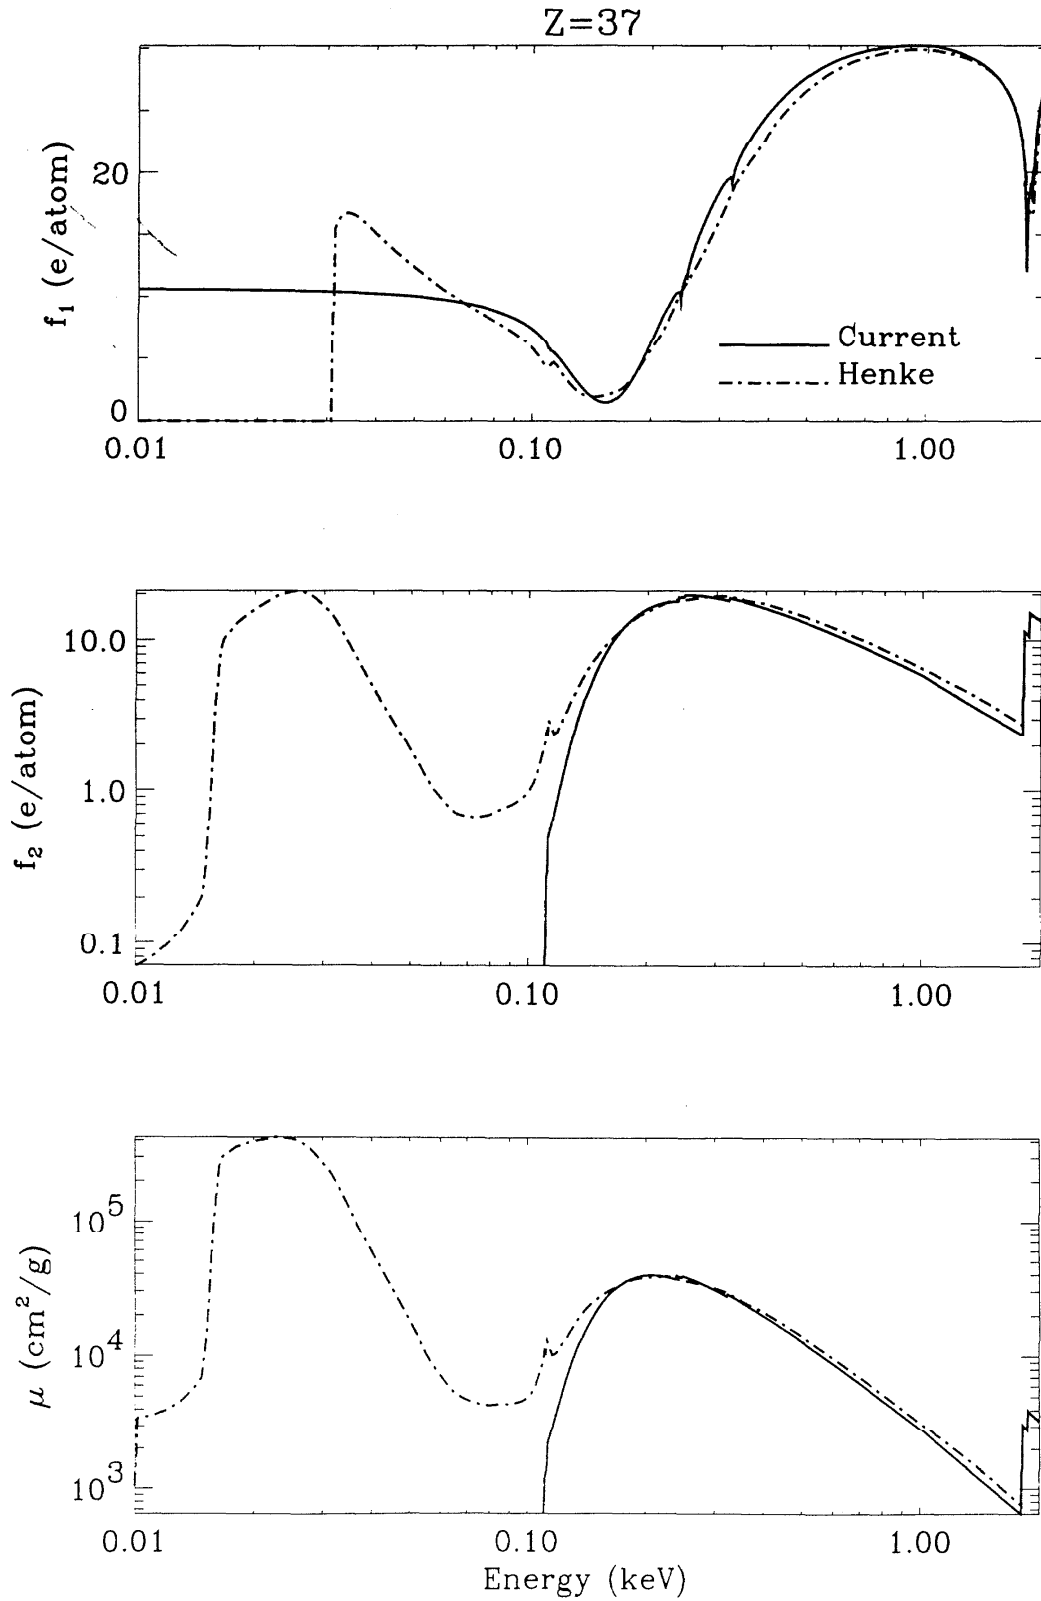 Z=37
f₁ (e/atom)
20
0
Current
Henke
0.01 0.10 1.00
f₂ (e/atom)
10.0
1.0
0.1
0.01 0.10 1.00
μ (cm²/g)
10⁵
10⁴
10³
0.01 0.10 1.00
Energy (keV)